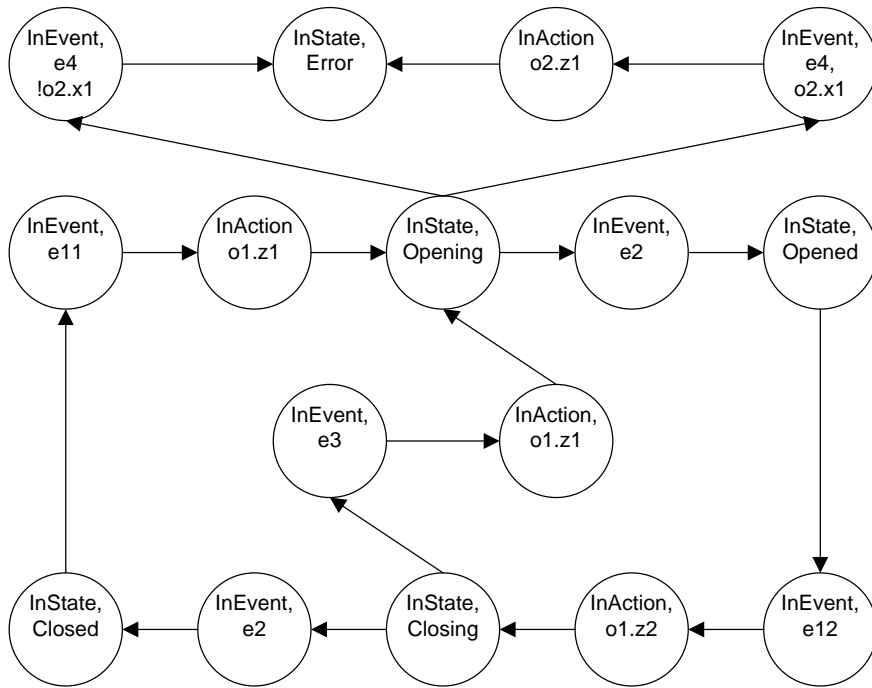 InEvent,
e4
!o2.x1
InState,
Error
InAction
o2.z1
InEvent,
e4,
o2.x1
InEvent,
e11
InAction
o1.z1
InState,
Opening
InEvent,
e2
InState,
Opened
InEvent,
e3
InAction,
o1.z1
InState,
Closed
InEvent,
e2
InState,
Closing
InAction,
o1.z2
InEvent,
e12